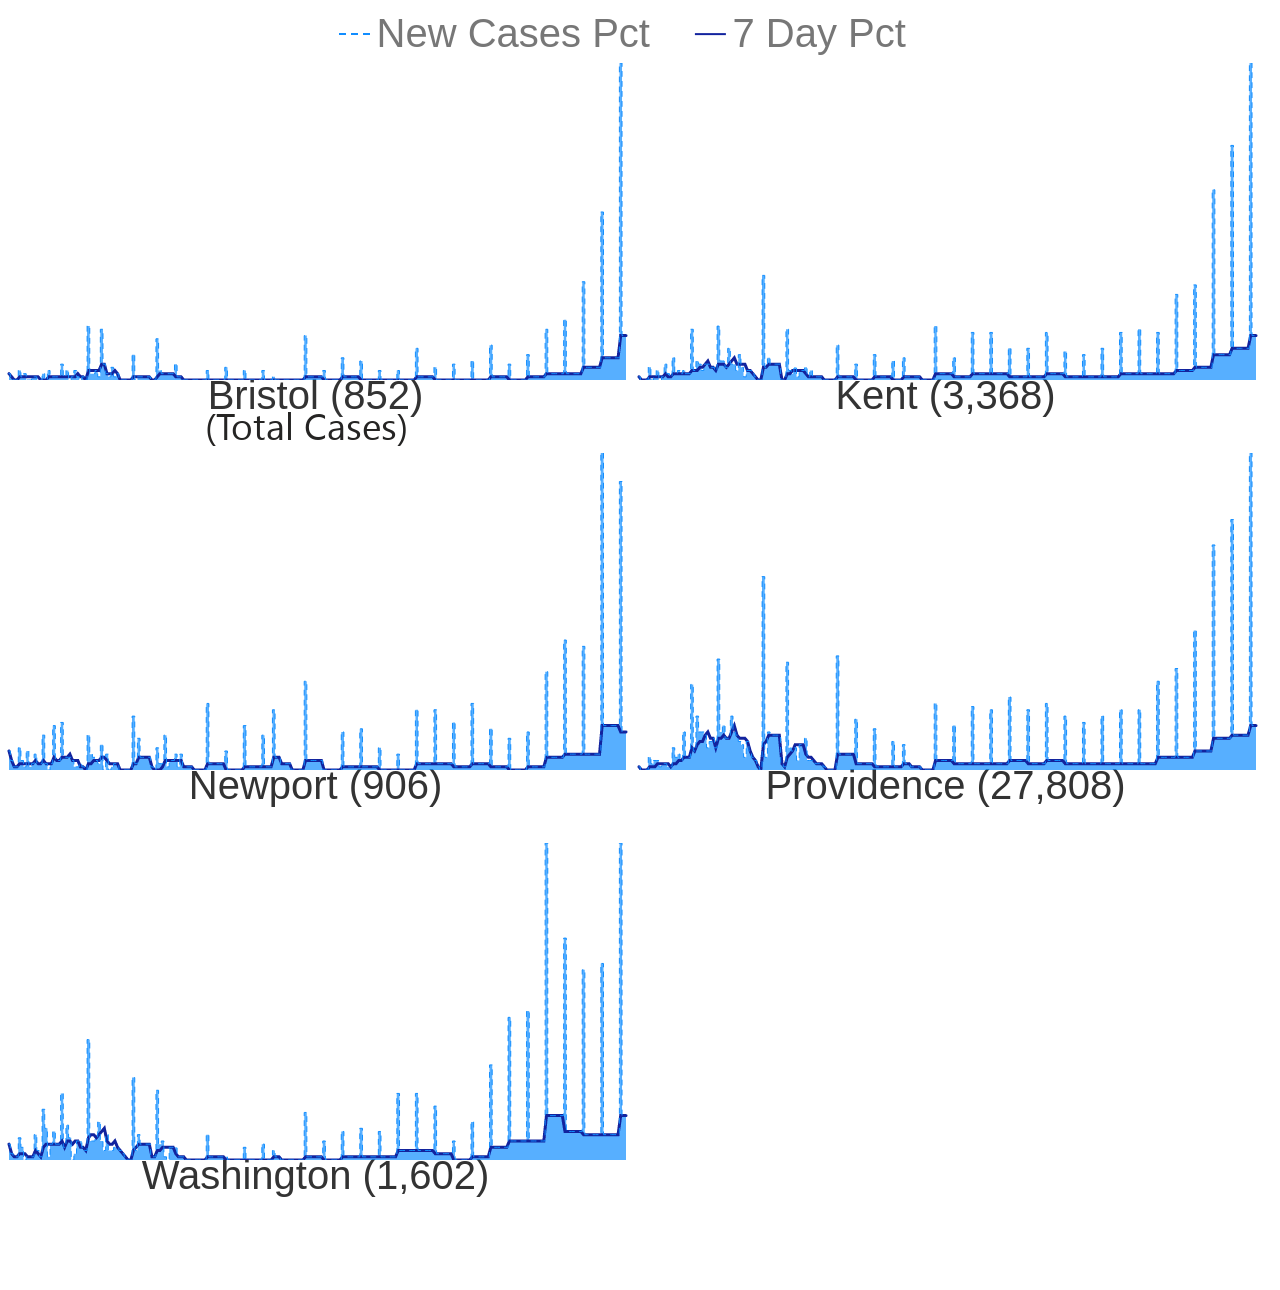 New Cases Pct 7 Day Pct
Bristol (852) Kent (3,368)
(Total Cases)
Newport (906) Providence (27,808)
Washington (1,602)